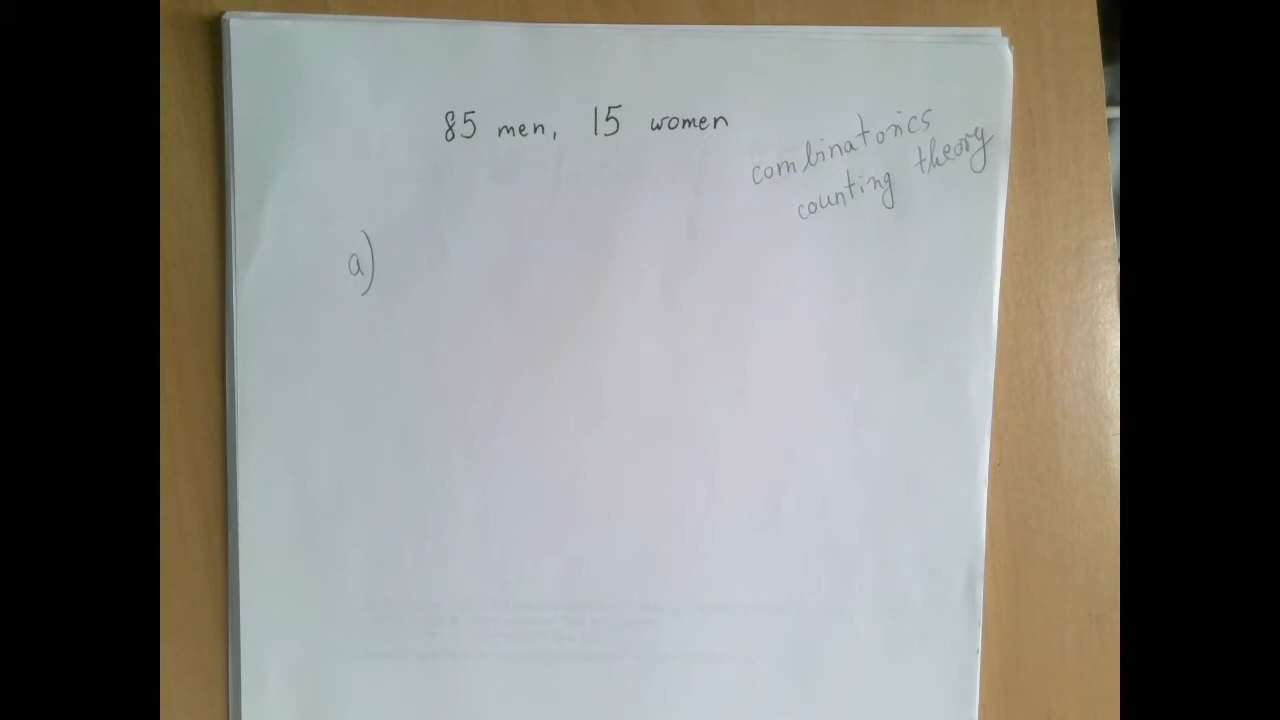 85 men, 15 women
combinatorics
counting theory
a)